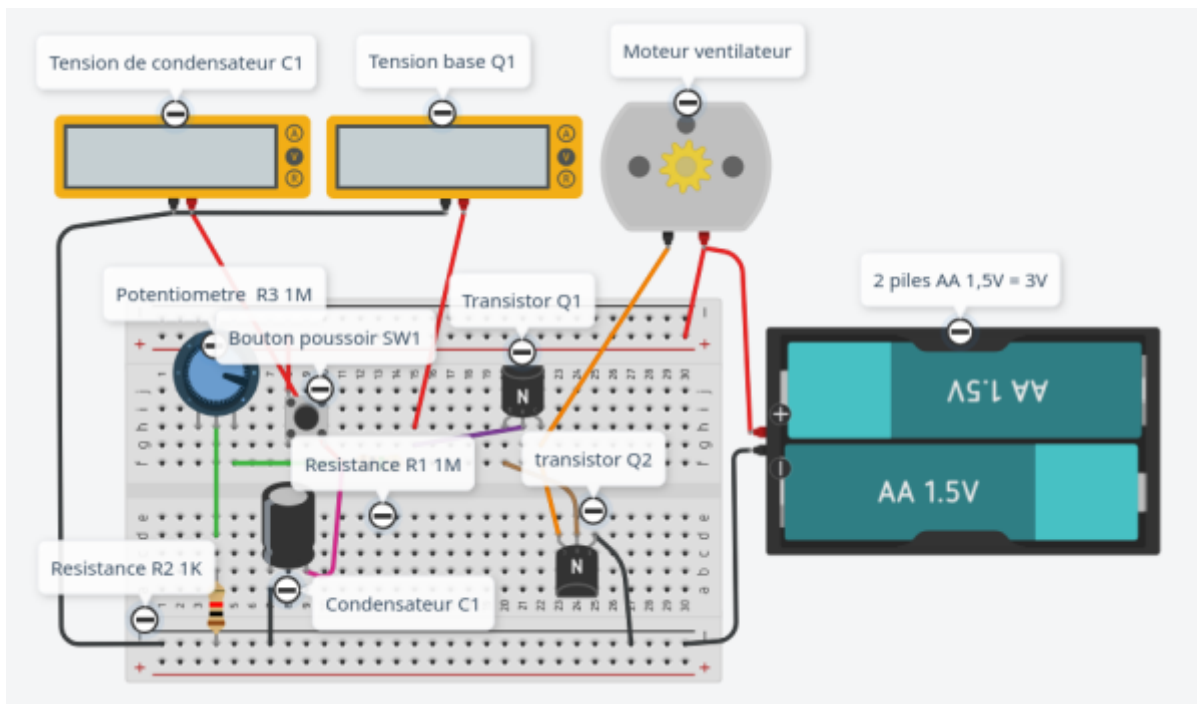 Tension de condensateur C1
Tension base Q1
Moteur ventilateur
A
V
R
A
V
R
2 piles AA 1,5V = 3V
Potentiometre R3 1M
Transistor Q1
Bouton poussoir SW1
N
AA 1.5V
Resistance R1 1M
transistor Q2
AA 1.5V
N
Resistance R2 1K
Condensateur C1